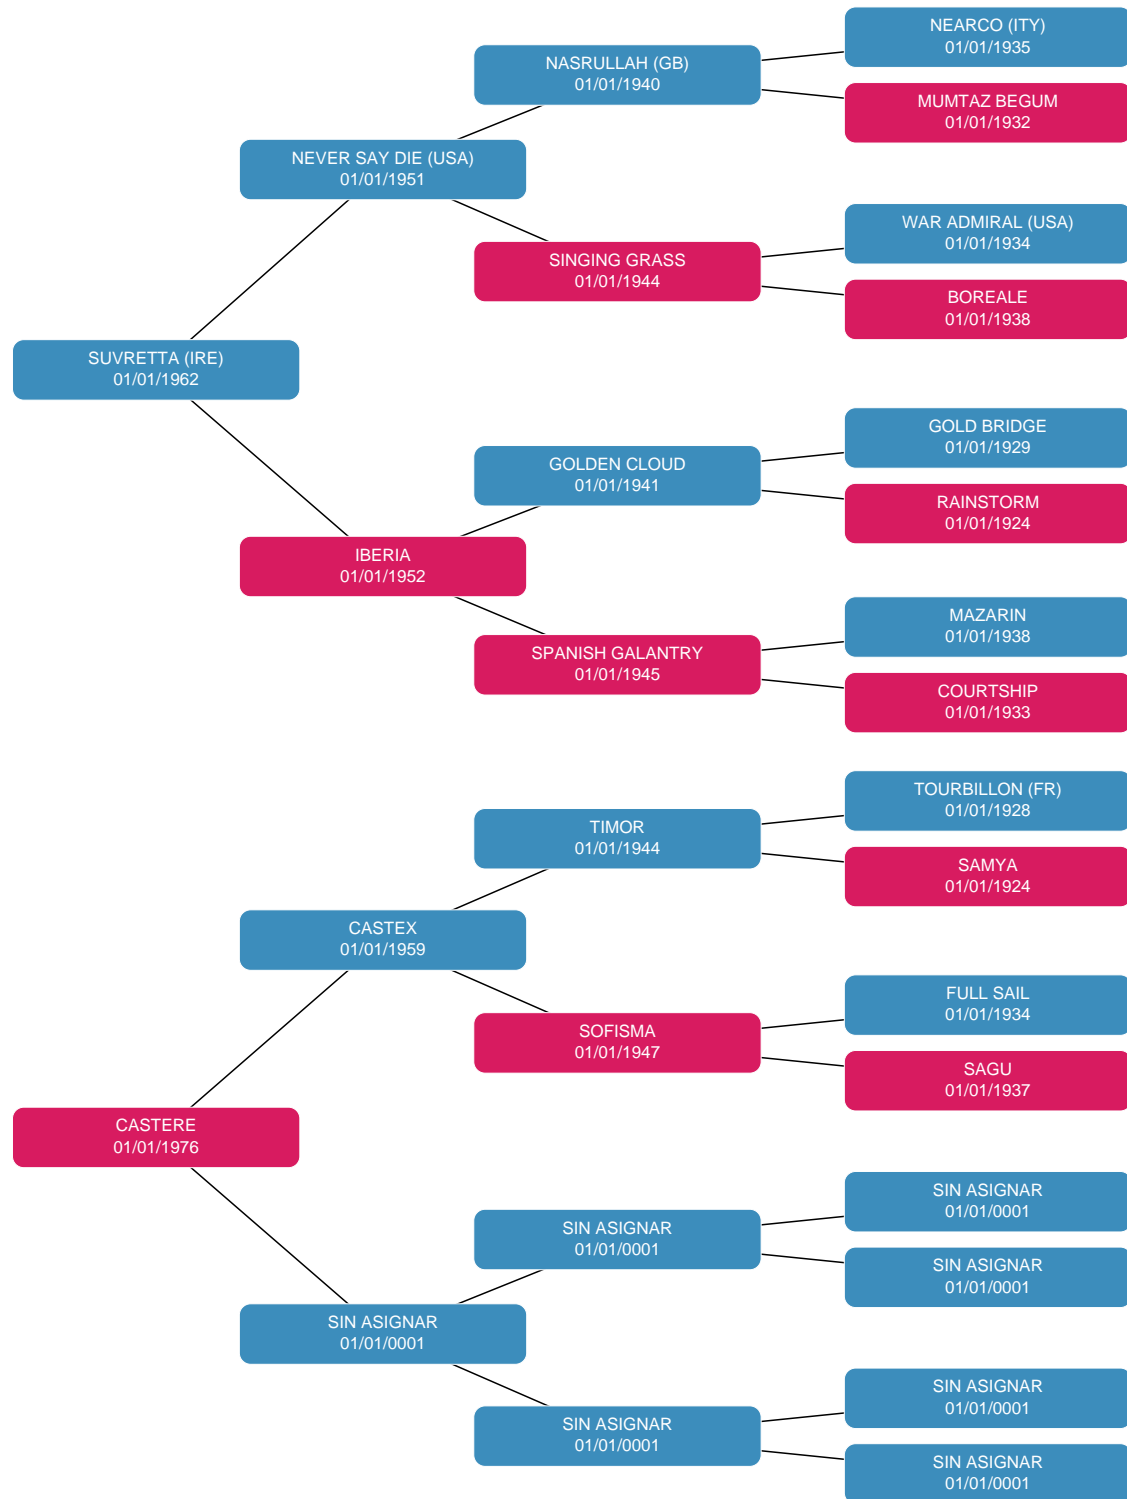 NEARCO (ITY)
01/01/1935
NASRULLAH (GB)
01/01/1940
MUMTAZ BEGUM
01/01/1932
NEVER SAY DIE (USA)
01/01/1951
WAR ADMIRAL (USA)
01/01/1934
SINGING GRASS
01/01/1944
BOREALE
01/01/1938
SUVRETTA (IRE)
01/01/1962
GOLD BRIDGE
01/01/1929
GOLDEN CLOUD
01/01/1941
RAINSTORM
01/01/1924
IBERIA
01/01/1952
MAZARIN
01/01/1938
SPANISH GALANTRY
01/01/1945
COURTSHIP
01/01/1933
TOURBILLON (FR)
01/01/1928
TIMOR
01/01/1944
SAMYA
01/01/1924
CASTEX
01/01/1959
FULL SAIL
01/01/1934
SOFISMA
01/01/1947
SAGU
01/01/1937
CASTERE
01/01/1976
SIN ASIGNAR
01/01/0001
SIN ASIGNAR
01/01/0001
SIN ASIGNAR
01/01/0001
SIN ASIGNAR
01/01/0001
SIN ASIGNAR
01/01/0001
SIN ASIGNAR
01/01/0001
SIN ASIGNAR
01/01/0001